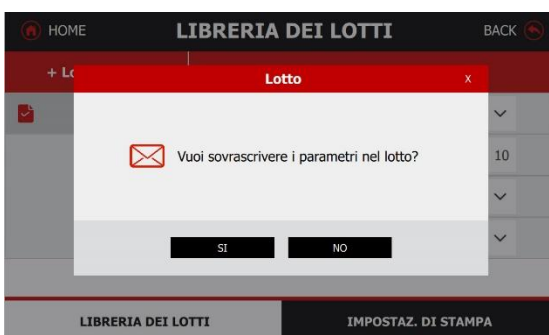 HOME LIBRERIA DEI LOTTI BACK
+ Lo
Lotto X
Vuoi sovrascrivere i parametri nel lotto?
10
SI NO
LIBRERIA DEI LOTTI IMPOSTAZ. DI STAMPA